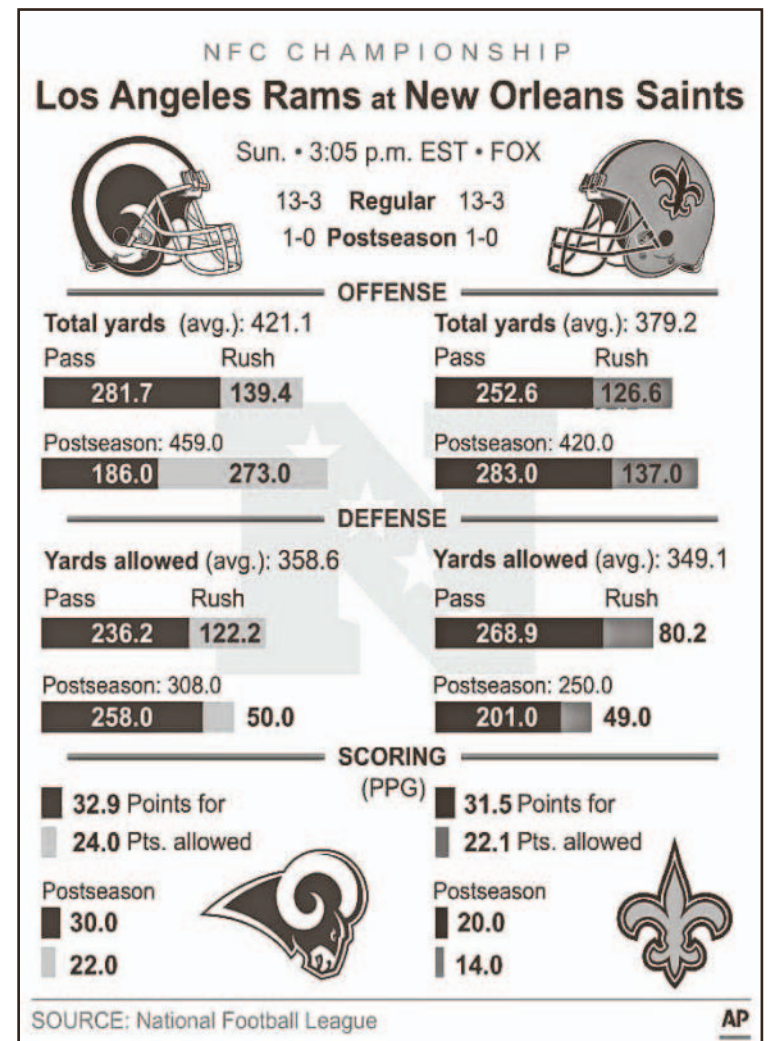 NFC CHAMPIONSHIP
Los Angeles Rams at New Orleans Saints
Sun. • 3:05 p.m. EST • FOX
13-3 Regular 13-3
1-0 Postseason 1-0
OFFENSE
Total yards (avg.): 421.1
Pass Rush
281.7 139.4
Postseason: 459.0
186.0 273.0
Total yards (avg.): 379.2
Pass Rush
252.6 126.6
Postseason: 420.0
283.0 137.0
DEFENSE
Yards allowed (avg.): 358.6
Pass Rush
236.2 122.2
Postseason: 308.0
258.0 50.0
Yards allowed (avg.): 349.1
Pass Rush
268.9 80.2
Postseason: 250.0
201.0 49.0
SCORING
(PPG)
32.9 Points for
24.0 Pts. allowed
Postseason
30.0
22.0
31.5 Points for
22.1 Pts. allowed
Postseason
20.0
14.0
SOURCE: National Football League
AP